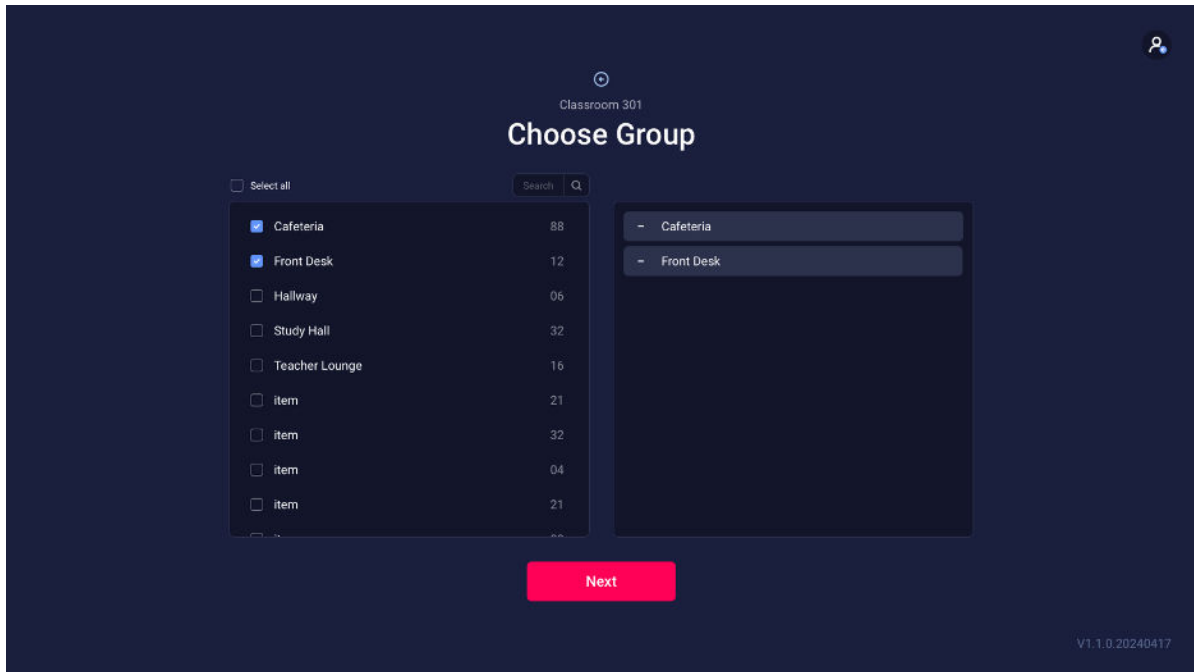 Classroom 301
Choose Group
Select all
Search
Cafeteria 88
Front Desk 12
Hallway 06
Study Hall 32
Teacher Lounge 16
item 21
item 32
item 04
item 21
- Cafeteria
- Front Desk
Next
V1.1.0.20240417